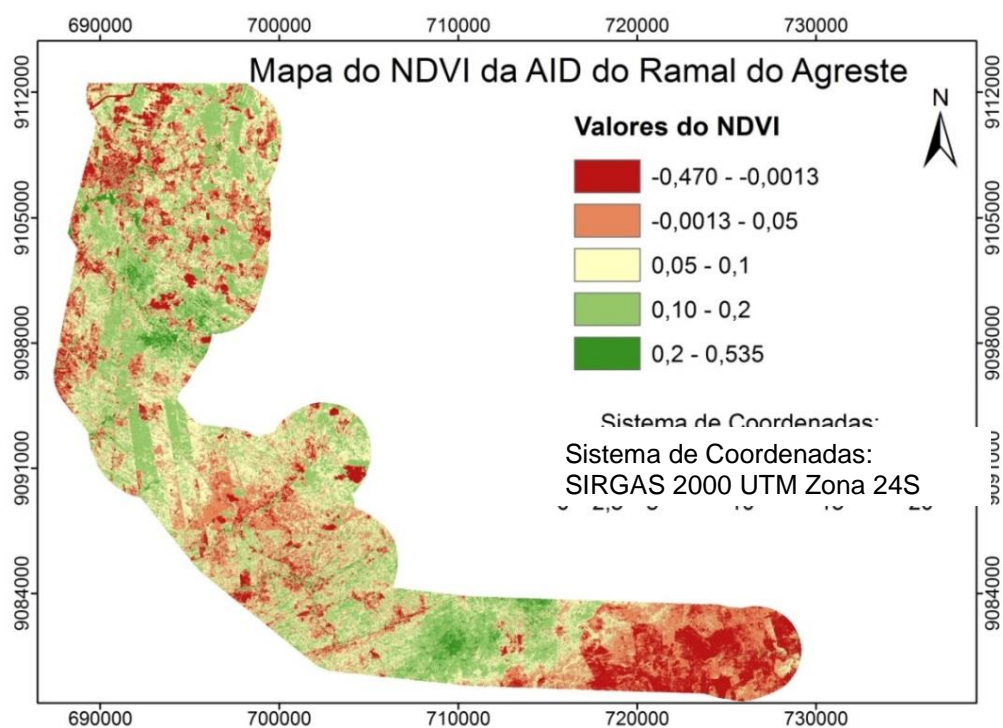 690000 700000 710000 720000 730000
Mapa do NDVI da AID do Ramal do Agreste
N
9112000 9112000
Valores do NDVI
-0,470 - -0,0013
-0,0013 - 0,05
9105000 9105000
0,05 - 0,1
0,10 - 0,2
0,2 - 0,535
9098000 9098000
Sistema de Coordenadas:
Sistema de Coordenadas:
SIRGAS 2000 UTM Zona 24S
9091000
9084000 9084000
690000 700000 710000 720000 730000